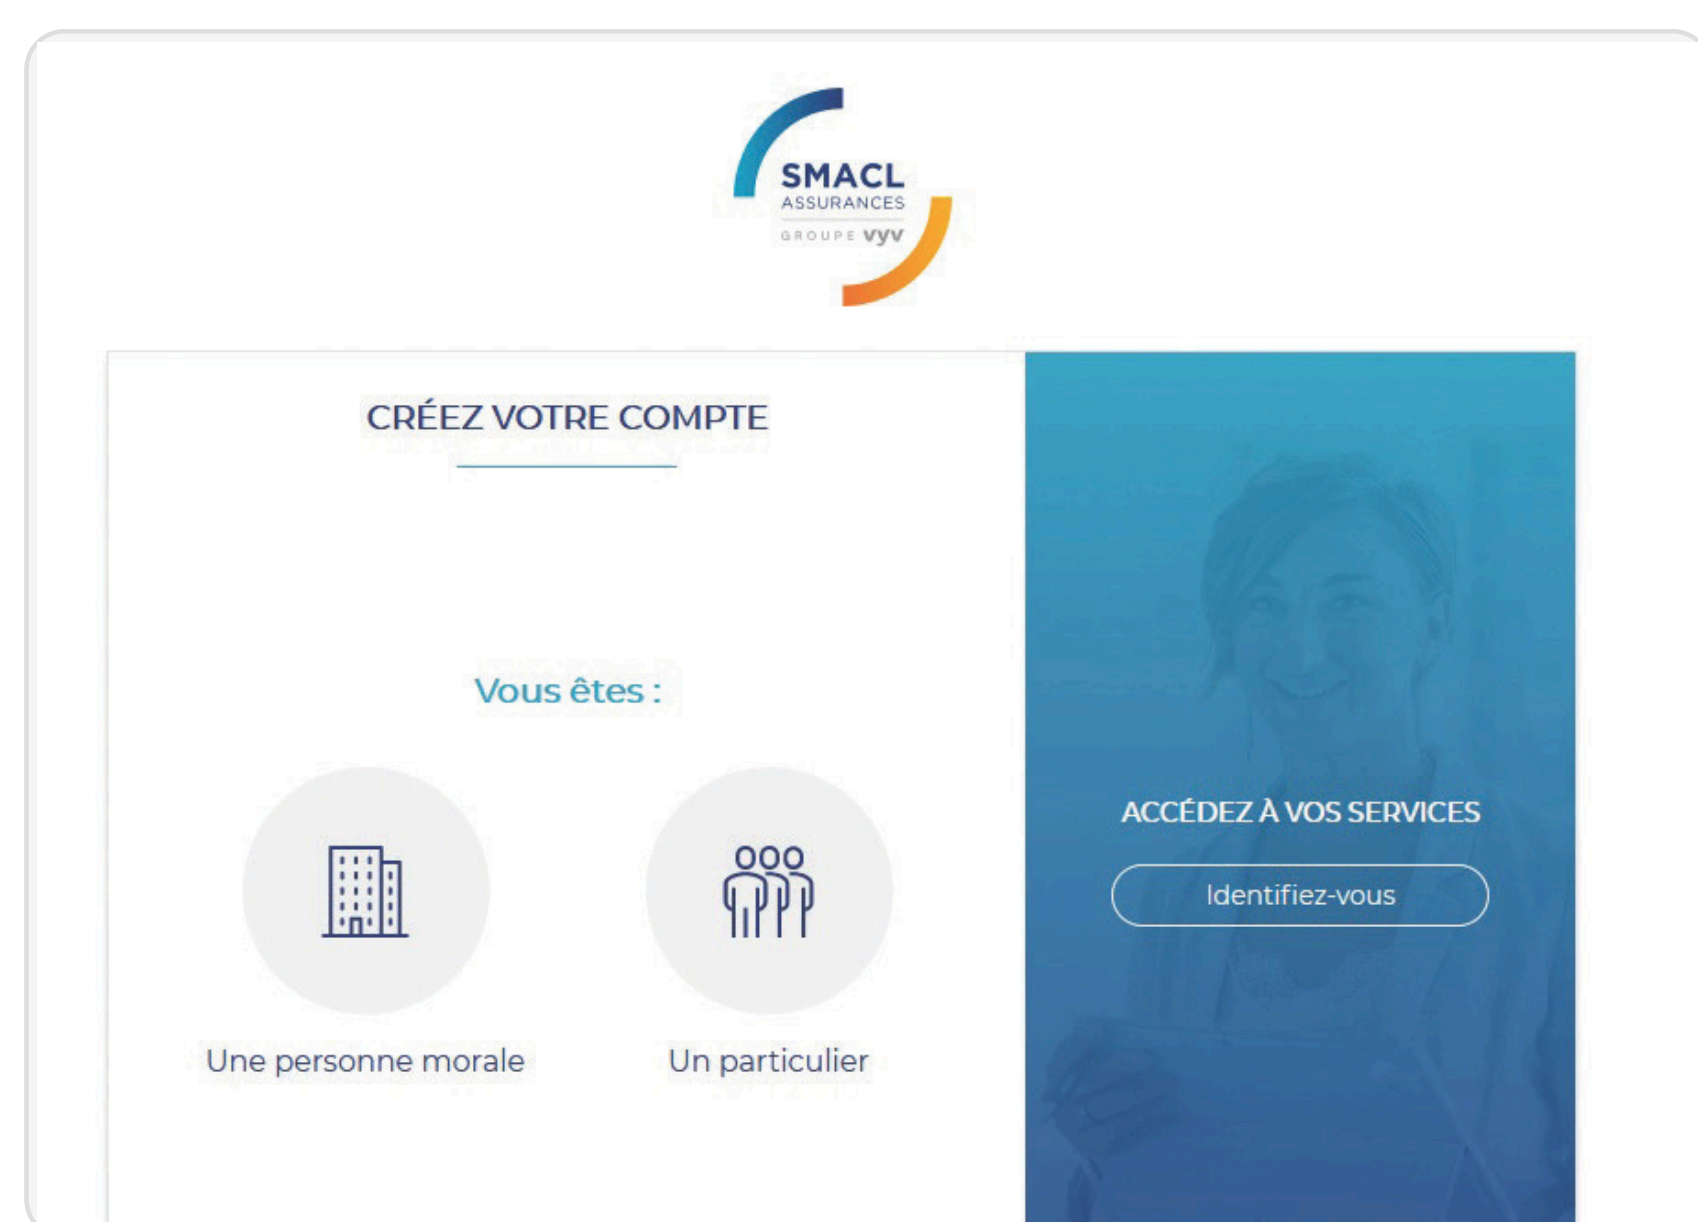 SMACL
ASSURANCES
GROUPE vyv
CRÉEZ VOTRE COMPTE
Vous êtes :
Une personne morale
Un particulier
ACCÉDEZ À VOS SERVICES
Identifiez-vous